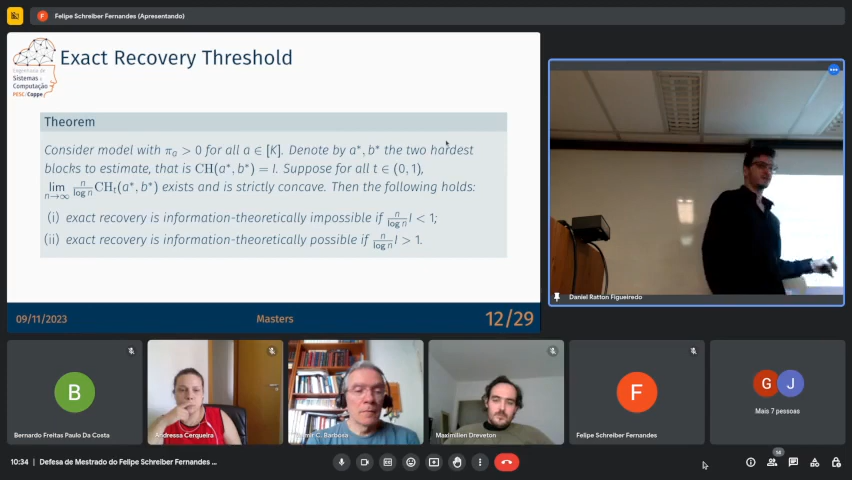 Felipe Schreiber Fernandes (Apresentando)
Exact Recovery Threshold
Engenharia de
Sistemas e
Computação
PESC/Coppe
Theorem
Consider model with πₐ > 0 for all a ∈ [K]. Denote by a*, b* the two hardest
blocks to estimate, that is CH(a*, b*) = I. Suppose for all t ∈ (0, 1),
lim n→∞ n/log n CHₜ(a*, b*) exists and is strictly concave. Then the following holds:
(i) exact recovery is information-theoretically impossible if n/log n I < 1;
(ii) exact recovery is information-theoretically possible if n/log n I > 1.
09/11/2023 Masters 12/29
Daniel Ratton Figueiredo
B
F
G J
Mais 7 pessoas
Bernardo Freitas Paulo Da Costa
Andressa Cerqueira
C. Barbosa
Maximilien Dreveton
Felipe Schreiber Fernandes
10:34 | Defesa de Mestrado do Felipe Schreiber Fernandes ...
14